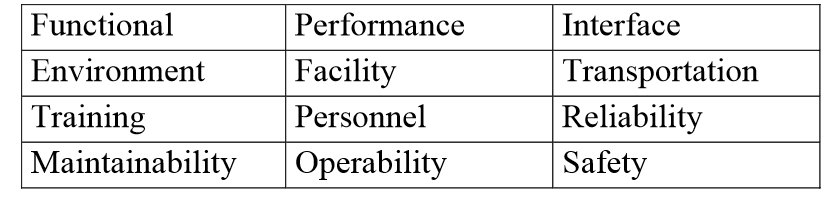 Functional Performance Interface
Environment Facility Transportation
Training Personnel Reliability
Maintainability Operability Safety